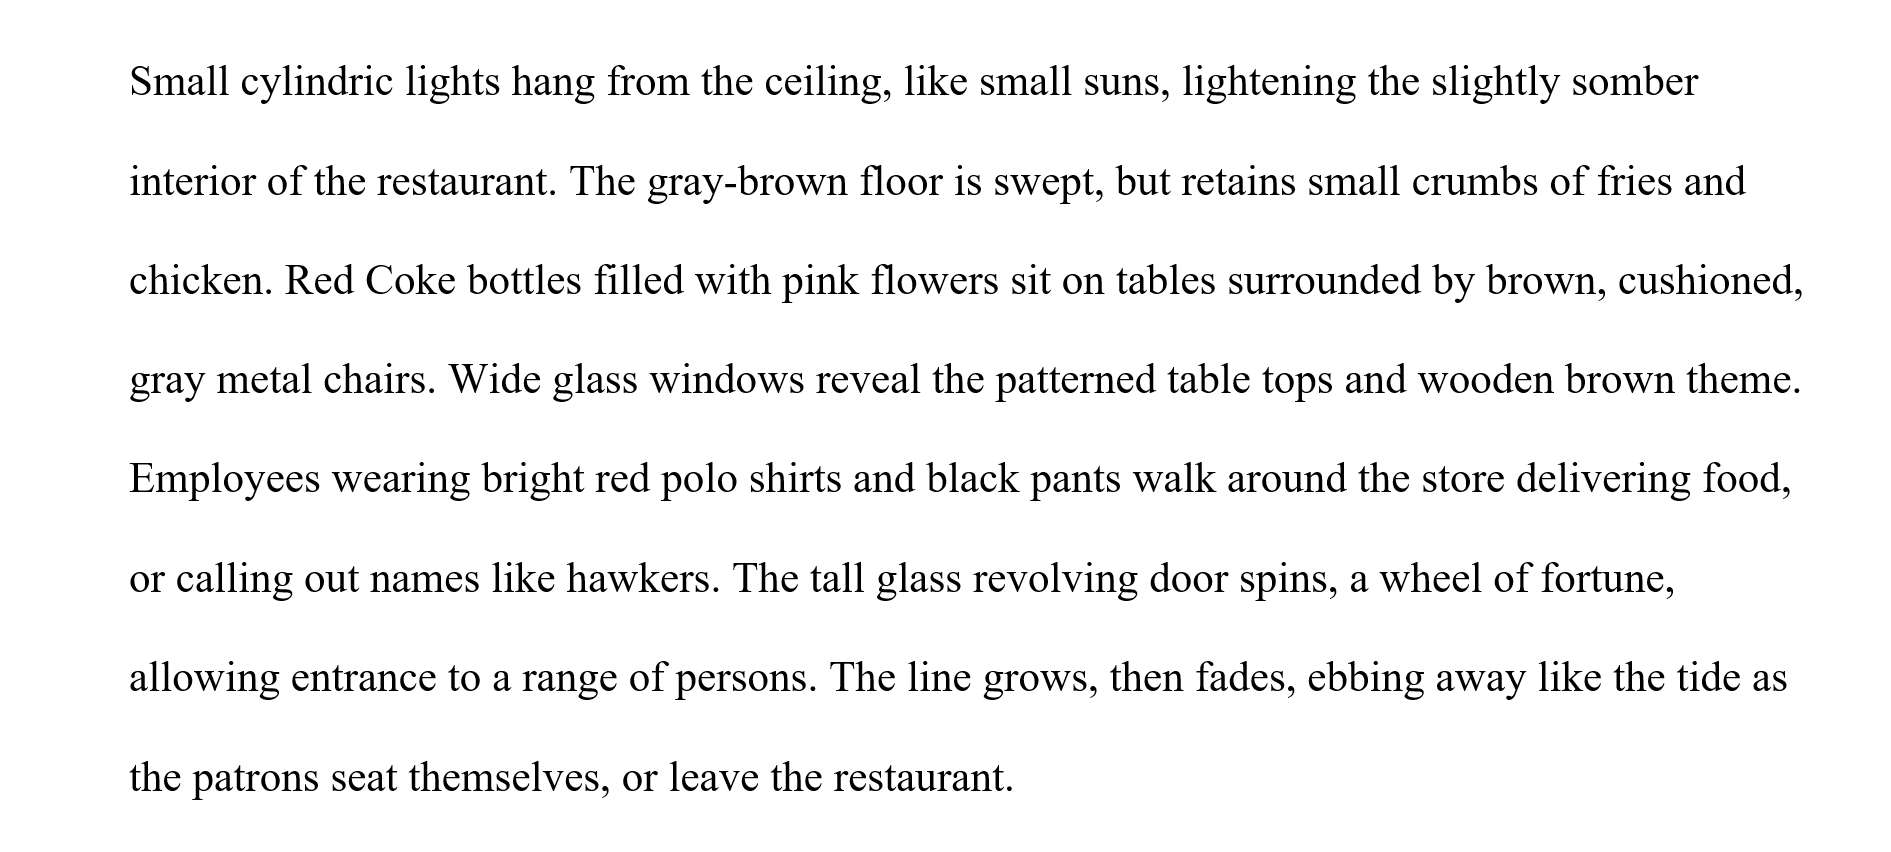 Small cylindric lights hang from the ceiling, like small suns, lightening the slightly somber
interior of the restaurant. The gray-brown floor is swept, but retains small crumbs of fries and
chicken. Red Coke bottles filled with pink flowers sit on tables surrounded by brown, cushioned,
gray metal chairs. Wide glass windows reveal the patterned table tops and wooden brown theme.
Employees wearing bright red polo shirts and black pants walk around the store delivering food,
or calling out names like hawkers. The tall glass revolving door spins, a wheel of fortune,
allowing entrance to a range of persons. The line grows, then fades, ebbing away like the tide as
the patrons seat themselves, or leave the restaurant.